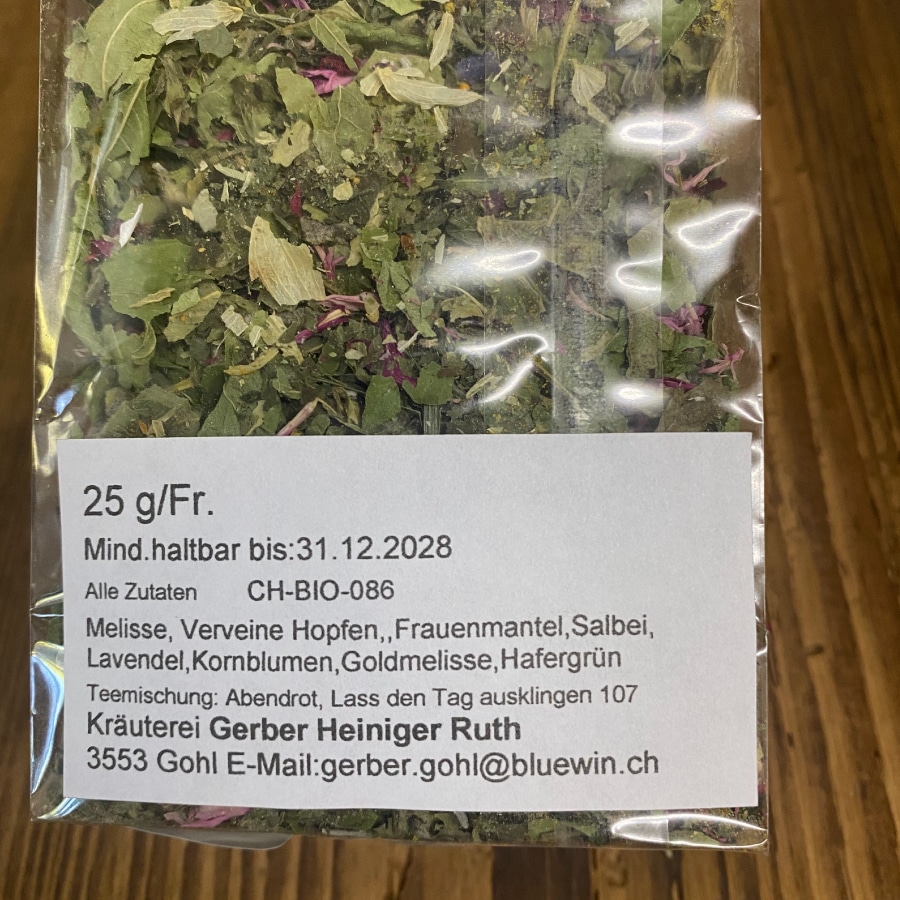 25 g/Fr.
Mind.haltbar bis:31.12.2028
Alle Zutaten CH-BIO-086
Melisse, Verveine Hopfen,,Frauenmantel,Salbei,
Lavendel,Kornblumen,Goldmelisse,Hafergrün
Teemischung: Abendrot, Lass den Tag ausklingen 107
Kräuterei Gerber Heiniger Ruth
3553 Gohl E-Mail:gerber.gohl@bluewin.ch